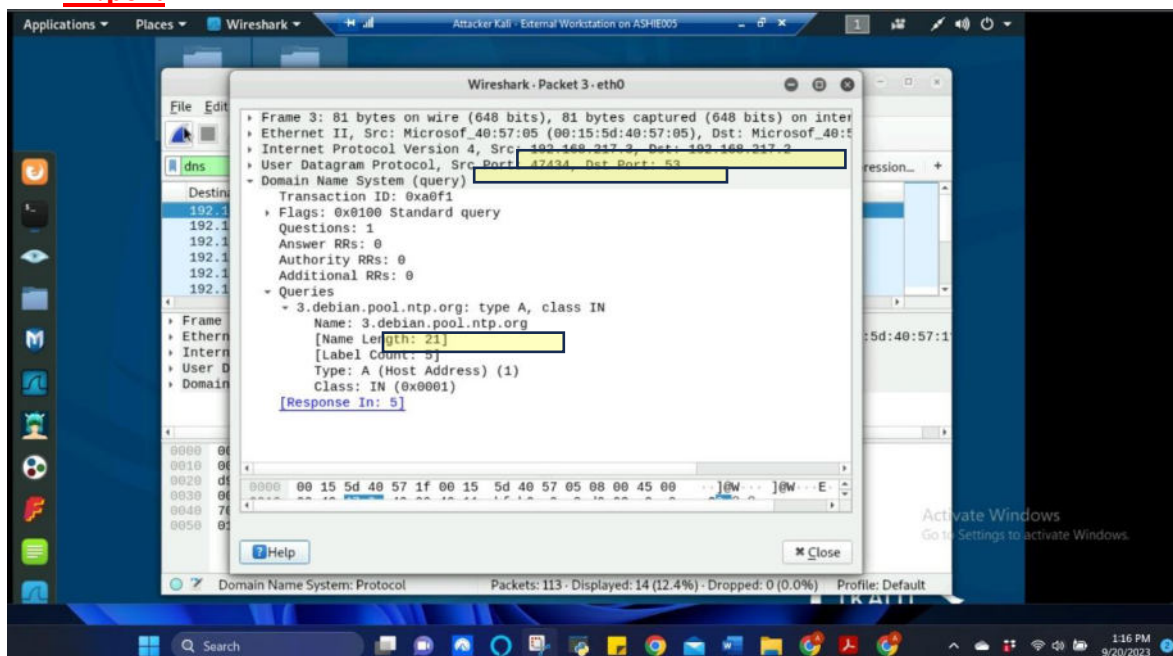 Applications Places Wireshark Attacker Kali - External Workstation on ASHIE005 1
Wireshark · Packet 3 · eth0
File Edit
Frame 3: 81 bytes on wire (648 bits), 81 bytes captured (648 bits) on inter
Ethernet II, Src: Microsof_40:57:05 (00:15:5d:40:57:05), Dst: Microsof_40:5
Internet Protocol Version 4, Src: 192.168.217.3, Dst: 192.168.217.2
dns
User Datagram Protocol, Src Port: 47434, Dst Port: 53
ression... +
Domain Name System (query)
Destina
Transaction ID: 0xa0f1
192.1
Flags: 0x0100 Standard query
192.1
Questions: 1
192.1
Answer RRs: 0
192.1
Authority RRs: 0
192.1
Additional RRs: 0
192.1
Queries
3.debian.pool.ntp.org: type A, class IN
Frame
Name: 3.debian.pool.ntp.org
Ethern
[Name Length: 21]
:5d:40:57:1
Intern
[Label Count: 5]
User D
Type: A (Host Address) (1)
Domain
Class: IN (0x0001)
[Response In: 5]
0000 00
0010 00
0020 d9
0030 00
0040 70
0050 01
0000 00 15 5d 40 57 1f 00 15 5d 40 57 05 08 00 45 00 ··]@W··· ]@W···E·
Activate Windows
Go to Settings to activate Windows.
Help
Close
Domain Name System: Protocol Packets: 113 · Displayed: 14 (12.4%) · Dropped: 0 (0.0%) Profile: Default
Search
1:16 PM
9/20/2023